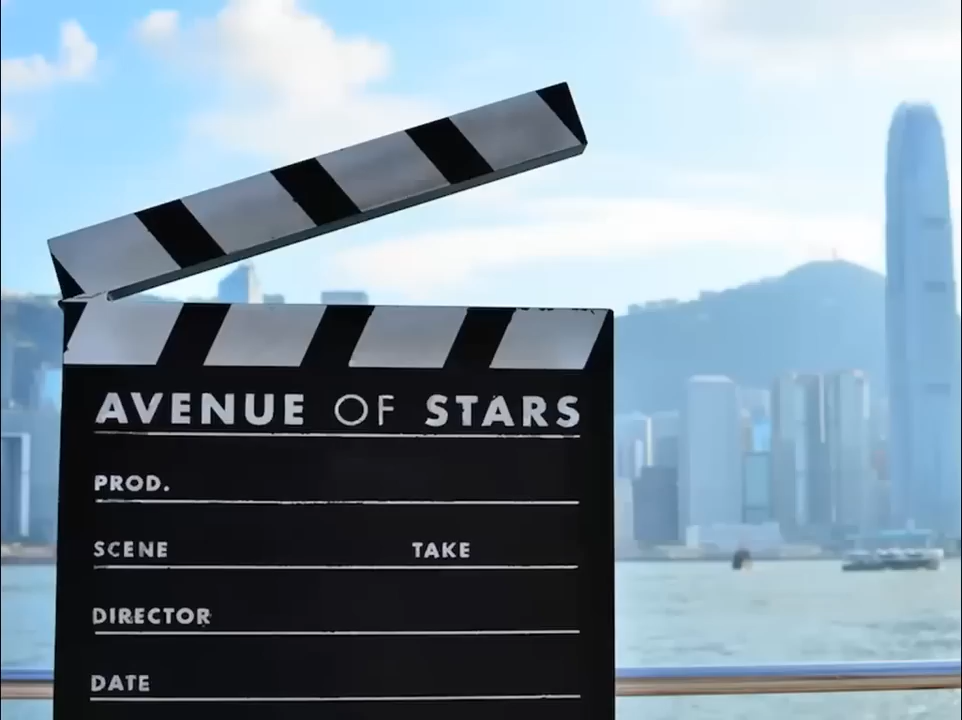 AVENUE OF STARS
PROD.
SCENE TAKE
DIRECTOR
DATE